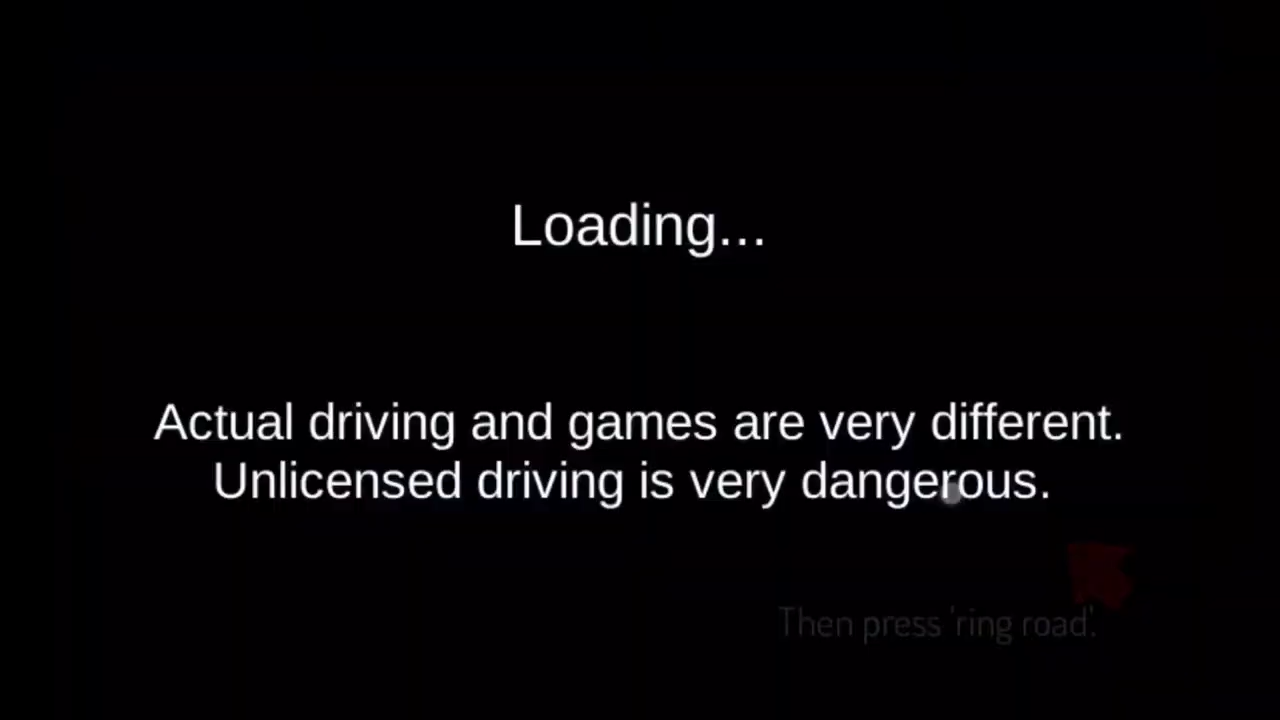 Loading...
Actual driving and games are very different.
Unlicensed driving is very dangerous.
Then press 'ring road'.